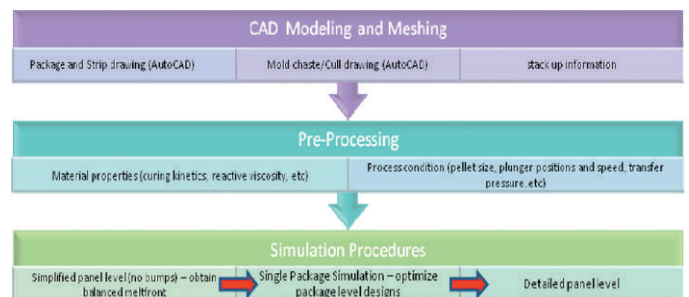 CAD Modeling and Meshing
Package and Strip drawing (AutoCAD)
Mold chaste/Cull drawing (AutoCAD)
stack up information
Pre-Processing
Material properties (curing kinetics, reactive viscosity, etc)
Process condition (pellet size, plunger positions and speed, transfer
pressure, etc)
Simulation Procedures
Simplified panel level (no bumps) – obtain
balanced meltfront
Single Package Simulation – optimize
package level designs
Detailed panel level